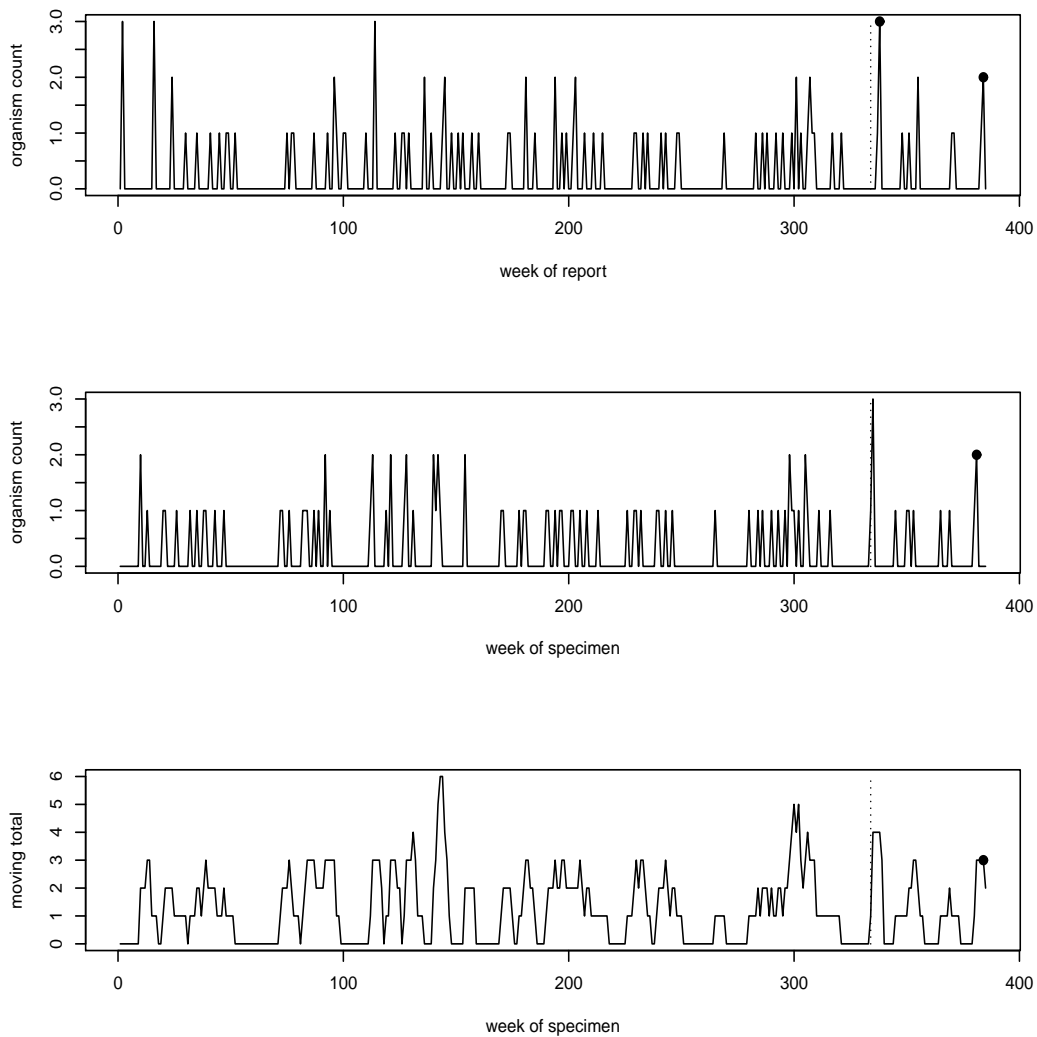 organism count
3.0
2.0
1.0
0.0
0 100 200 300 400
week of report
organism count
3.0
2.0
1.0
0.0
0 100 200 300 400
week of specimen
moving total
6
5
4
3
2
1
0
0 100 200 300 400
week of specimen